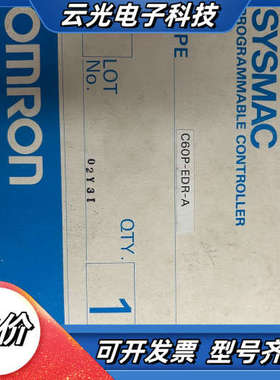 云光电子科技
OMRON
SYSMAC
PROGRAMMABLE CONTROLLER
C60P-EDR-A
LOT
No.
02Y3I
QTY.
1
价
可开发票 型号齐